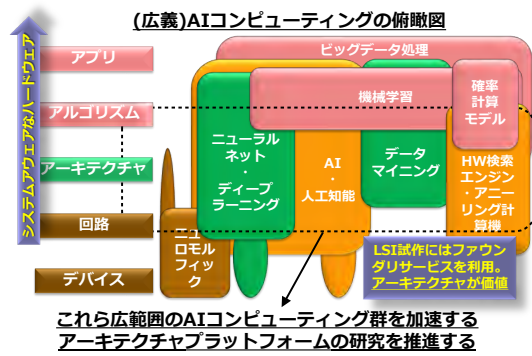 (広義)AIコンピューティングの俯瞰図
システムアウェアなハードウェア
アプリ
アルゴリズム
アーキテクチャ
回路
デバイス
ビッグデータ処理
機械学習
確率
計算
モデル
ニューラル
ネット
・
ディープ
ラーニング
AI
・
人工知能
データ
マイニング
HW検索
エンジン
・アニー
リング計
算機
ニュー
ロモル
フィッ
ク
LSI試作にはファウン
ダリサービスを利用。
アーキテクチャが価値
これら広範囲のAIコンピューティング群を加速する
アーキテクチャプラットフォームの研究を推進する